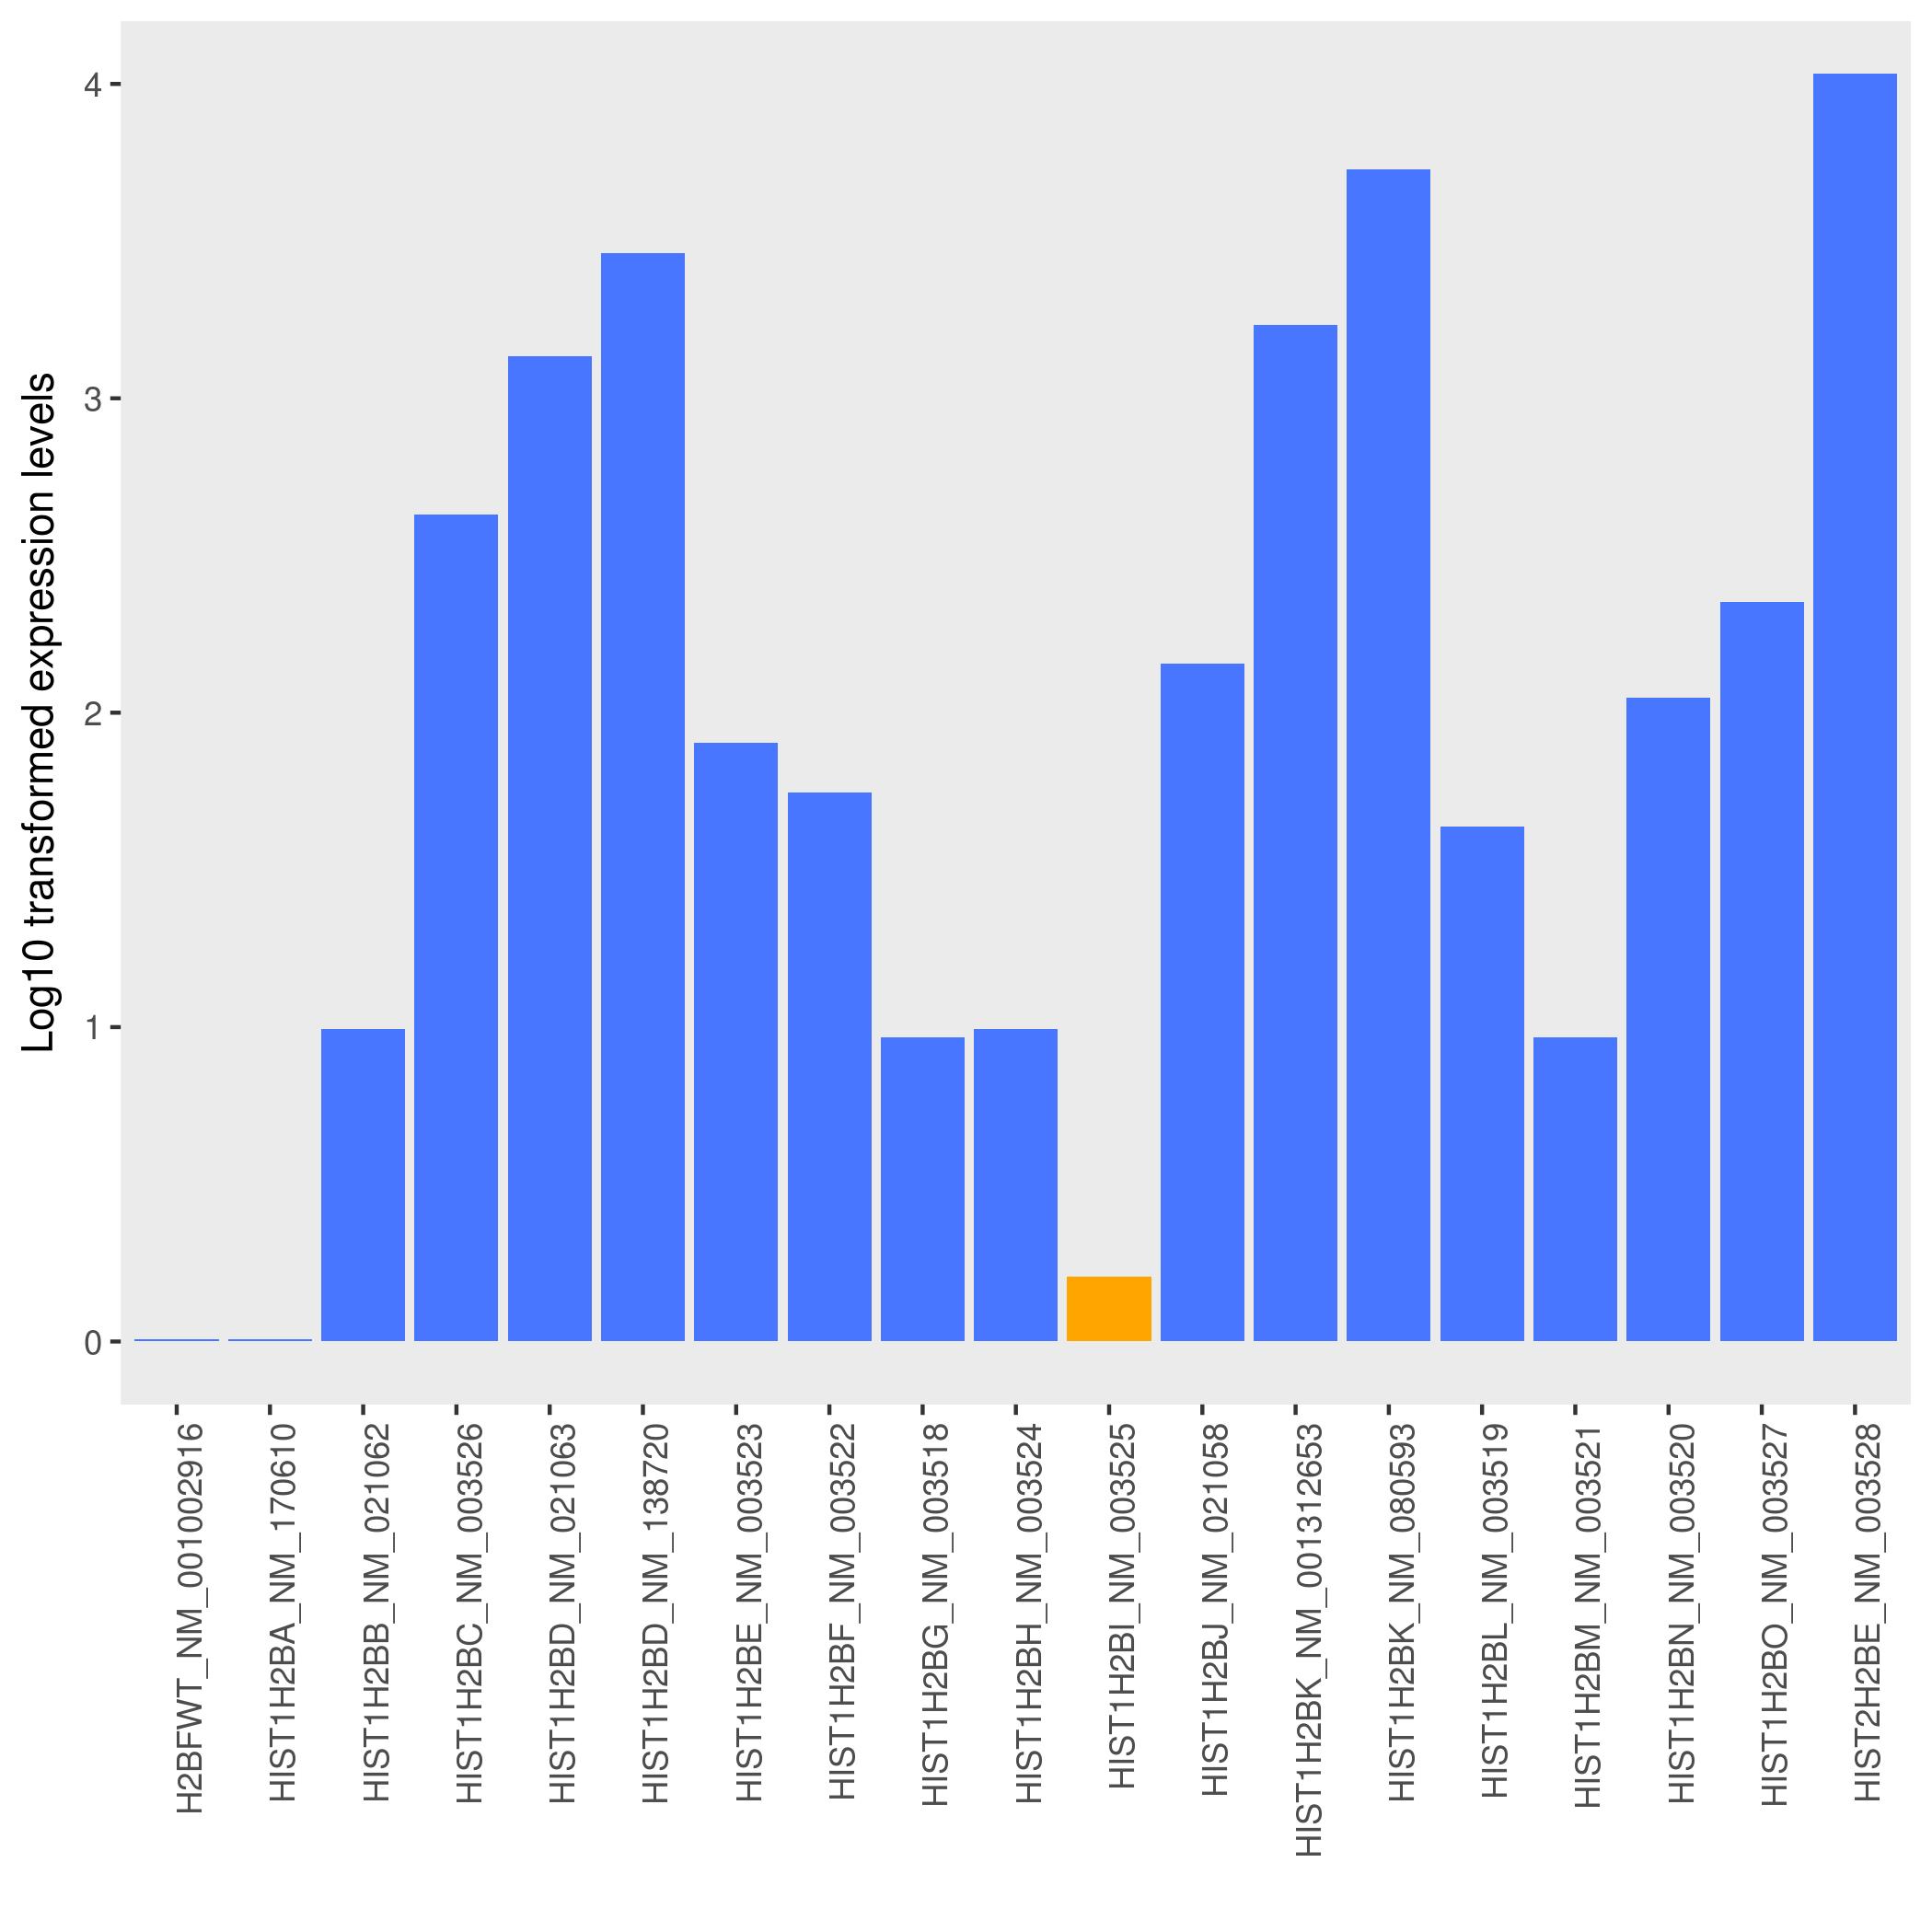 Log10 transformed expression levels
4
3
2
1
0
H2BFWT_NM_001002916
HIST1H2BA_NM_170610
HIST1H2BB_NM_021062
HIST1H2BC_NM_003526
HIST1H2BD_NM_021063
HIST1H2BD_NM_138720
HIST1H2BE_NM_003523
HIST1H2BF_NM_003522
HIST1H2BG_NM_003518
HIST1H2BH_NM_003524
HIST1H2BI_NM_003525
HIST1H2BJ_NM_021058
HIST1H2BK_NM_001312653
HIST1H2BK_NM_080593
HIST1H2BL_NM_003519
HIST1H2BM_NM_003521
HIST1H2BN_NM_003520
HIST1H2BO_NM_003527
HIST2H2BE_NM_003528